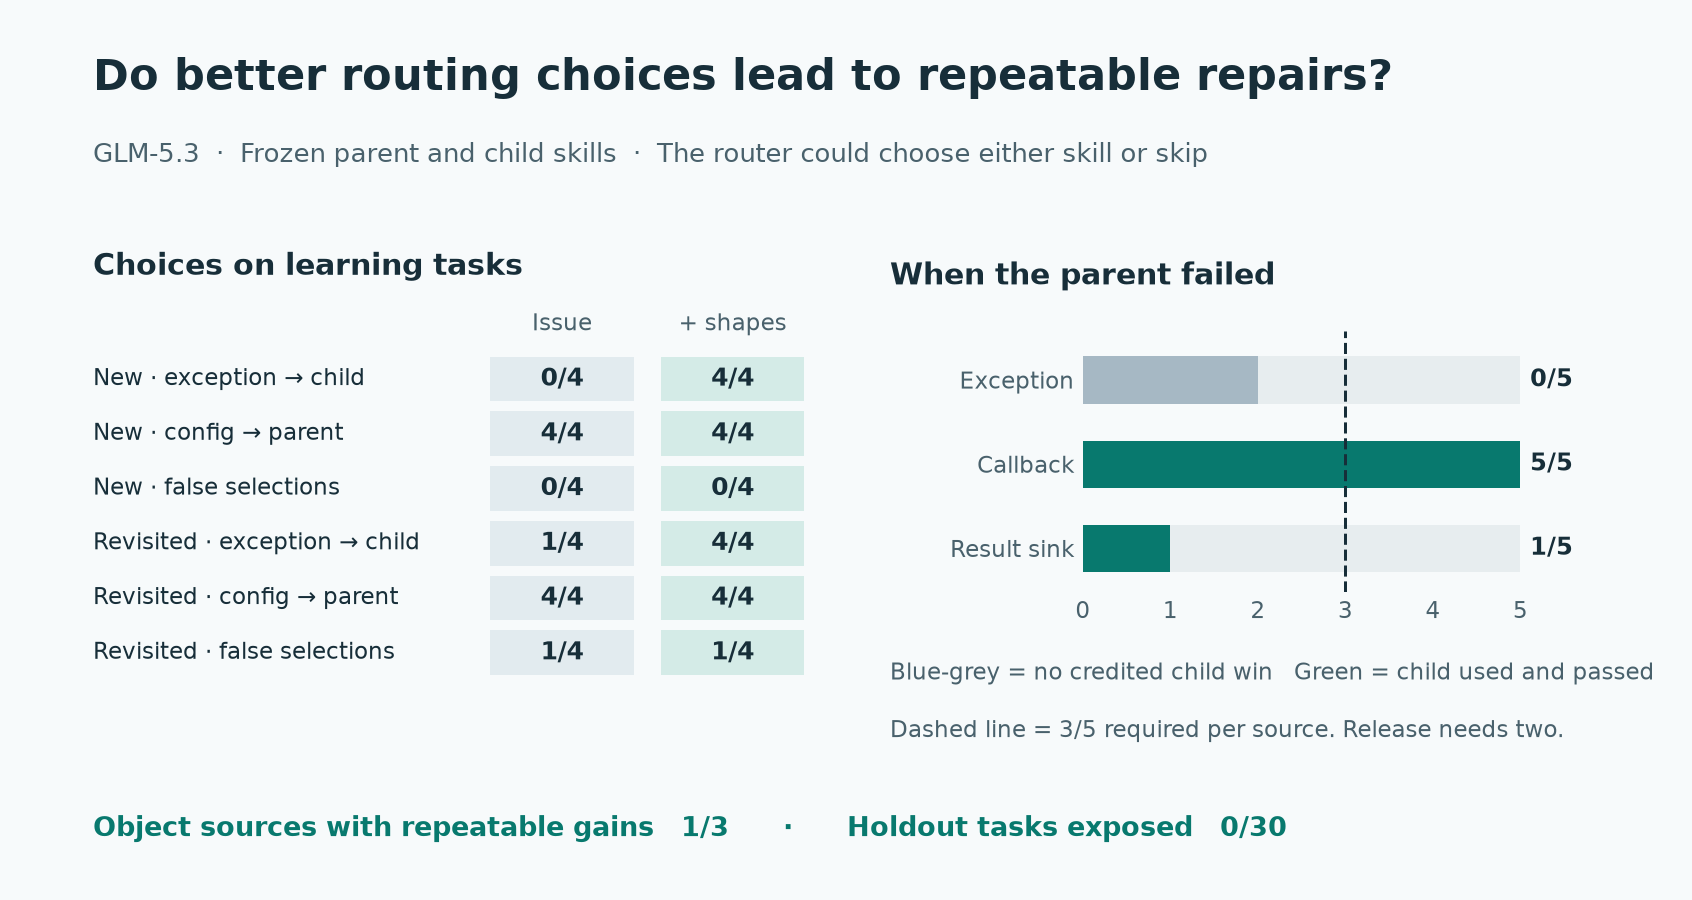 Do better routing choices lead to repeatable repairs?
GLM-5.3 · Frozen parent and child skills · The router could choose either skill or skip
Choices on learning tasks
Issue + shapes
New · exception → child 0/4 4/4
New · config → parent 4/4 4/4
New · false selections 0/4 0/4
Revisited · exception → child 1/4 4/4
Revisited · config → parent 4/4 4/4
Revisited · false selections 1/4 1/4
When the parent failed
Exception 0/5
Callback 5/5
Result sink 1/5
0 1 2 3 4 5
Blue-grey = no credited child win Green = child used and passed
Dashed line = 3/5 required per source. Release needs two.
Object sources with repeatable gains 1/3 · Holdout tasks exposed 0/30